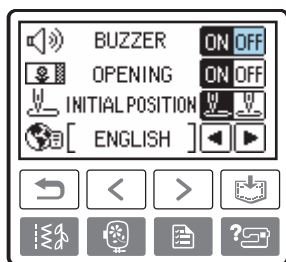 BUZZER ON OFF
OPENING ON OFF
INITIAL POSITION
[ ENGLISH ]